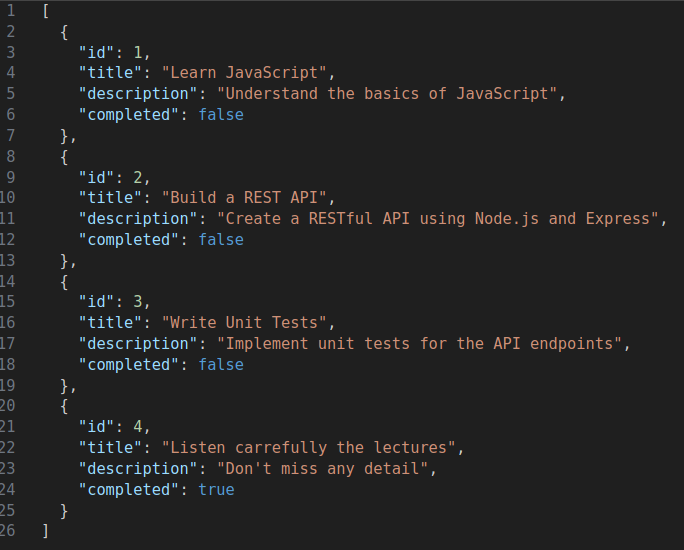 1 [
2 {
3 "id": 1,
4 "title": "Learn JavaScript",
5 "description": "Understand the basics of JavaScript",
6 "completed": false
7 },
8 {
9 "id": 2,
10 "title": "Build a REST API",
11 "description": "Create a RESTful API using Node.js and Express",
12 "completed": false
13 },
14 {
15 "id": 3,
16 "title": "Write Unit Tests",
17 "description": "Implement unit tests for the API endpoints",
18 "completed": false
19 },
20 {
21 "id": 4,
22 "title": "Listen carrefully the lectures",
23 "description": "Don't miss any detail",
24 "completed": true
25 }
26 ]